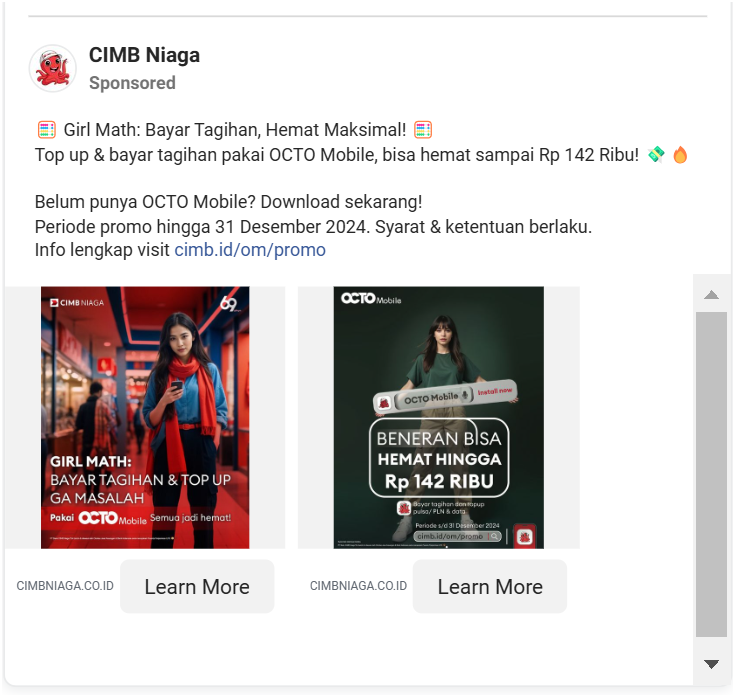 CIMB Niaga
Sponsored
🧮 Girl Math: Bayar Tagihan, Hemat Maksimal! 🧮
Top up & bayar tagihan pakai OCTO Mobile, bisa hemat sampai Rp 142 Ribu! 💸 🔥
Belum punya OCTO Mobile? Download sekarang!
Periode promo hingga 31 Desember 2024. Syarat & ketentuan berlaku.
Info lengkap visit cimb.id/om/promo
CIMB NIAGA
69
GIRL MATH:
BAYAR TAGIHAN & TOP UP
GA MASALAH
Pakai OCTO Mobile Semua jadi hemat!
OCTO Mobile
OCTO Mobile Install now
BENERAN BISA
HEMAT HINGGA
Rp 142 RIBU
Bayar tagihan dan topup
pulsa/ PLN & data
Periode s/d 31 Desember 2024
cimb.id/om/promo
CIMBNIAGA.CO.ID
Learn More
CIMBNIAGA.CO.ID
Learn More